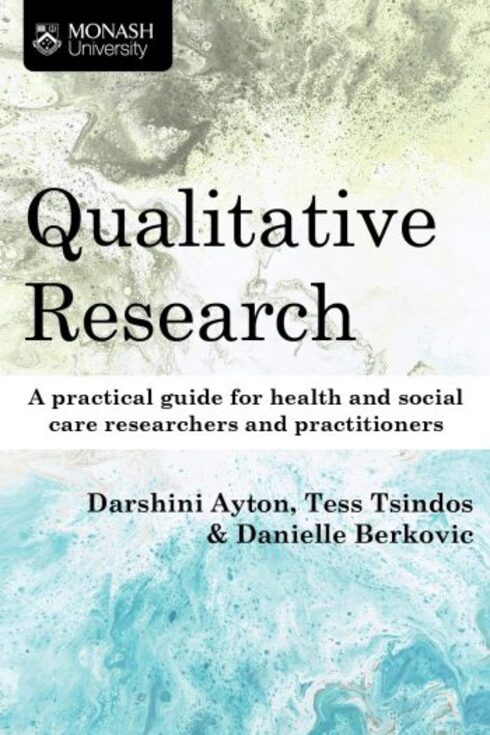 MONASH
University
Qualitative
Research
A practical guide for health and social
care researchers and practitioners
Darshini Ayton, Tess Tsindos
& Danielle Berkovic